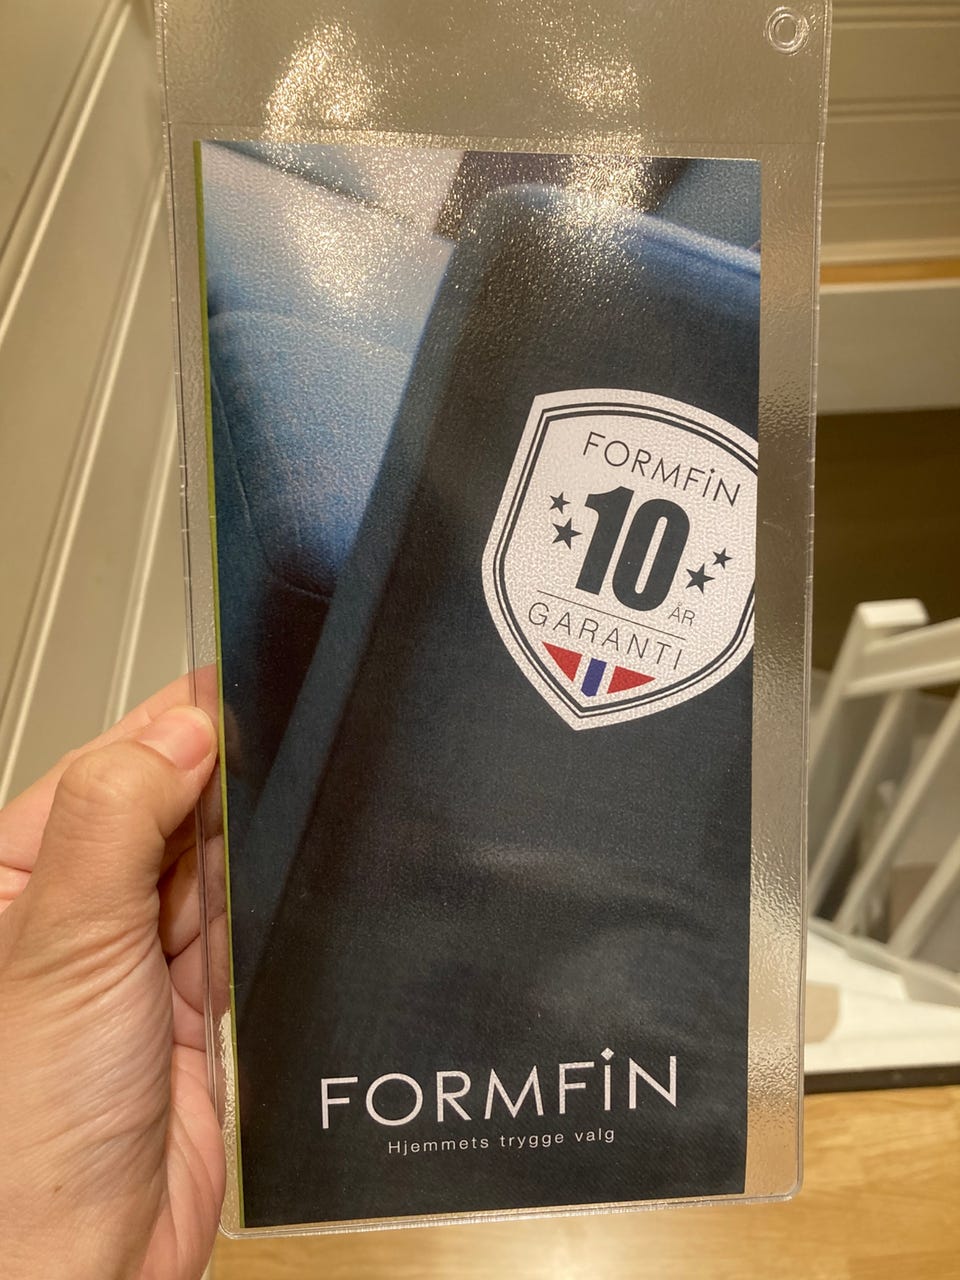 FORMFiN
10
ÅR
GARANTI
FORMFiN
Hjemmets trygge valg